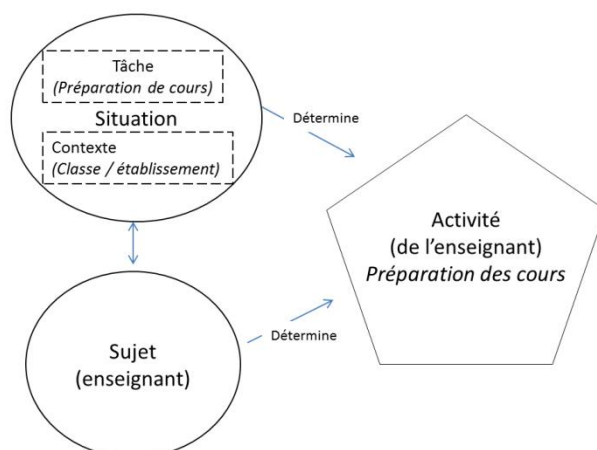 Tâche
(Préparation de cours)
Situation
Contexte
(Classe / établissement)
Détermine
Activité
(de l’enseignant)
Préparation des cours
Détermine
Sujet
(enseignant)